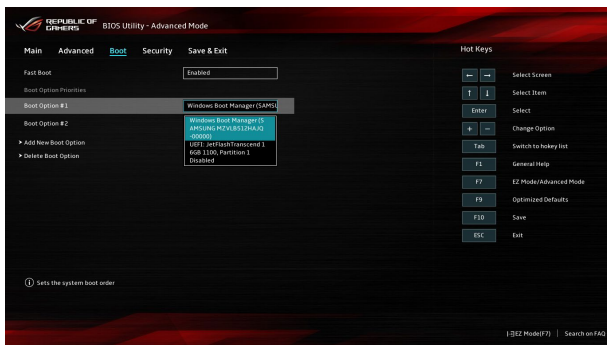 REPUBLIC OF
GAMERS
BIOS Utility - Advanced Mode
Main Advanced Boot Security Save & Exit
Hot Keys
Fast Boot
Enabled
Boot Option Priorities
Boot Option #1
Windows Boot Manager (SAMSU
Boot Option #2
Windows Boot Manager (S
AMSUNG MZVLB512HAJQ
-00000)
UEFI: JetFlashTranscend 1
6GB 1100, Partition 1
Disabled
> Add New Boot Option
> Delete Boot Option
← → Select Screen
↑ ↓ Select Item
Enter Select
+ − Change Option
Tab Switch to hokey list
F1 General Help
F7 EZ Mode/Advanced Mode
F9 Optimized Defaults
F10 Save
ESC Exit
i Sets the system boot order
EZ Mode(F7) | Search on FAQ